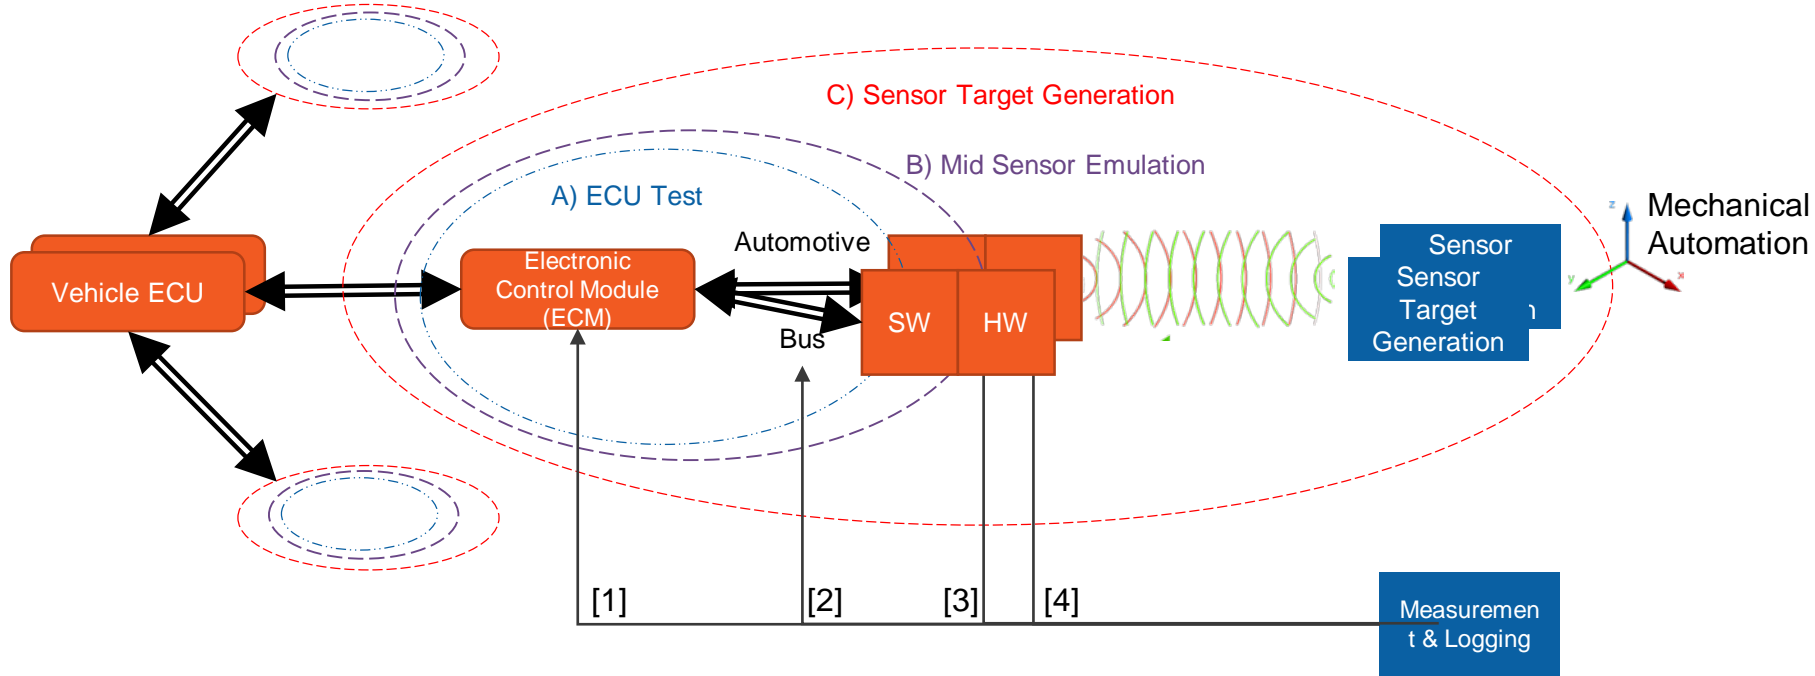 C) Sensor Target Generation
B) Mid Sensor Emulation
A) ECU Test
z
Mechanical
Automation
y
x
Automotive
Bus
Vehicle ECU
Electronic
Control Module
(ECM)
SW
HW
Sensor
Sensor
Target
n
Generation
[1]
[2]
[3]
[4]
Measuremen
t & Logging